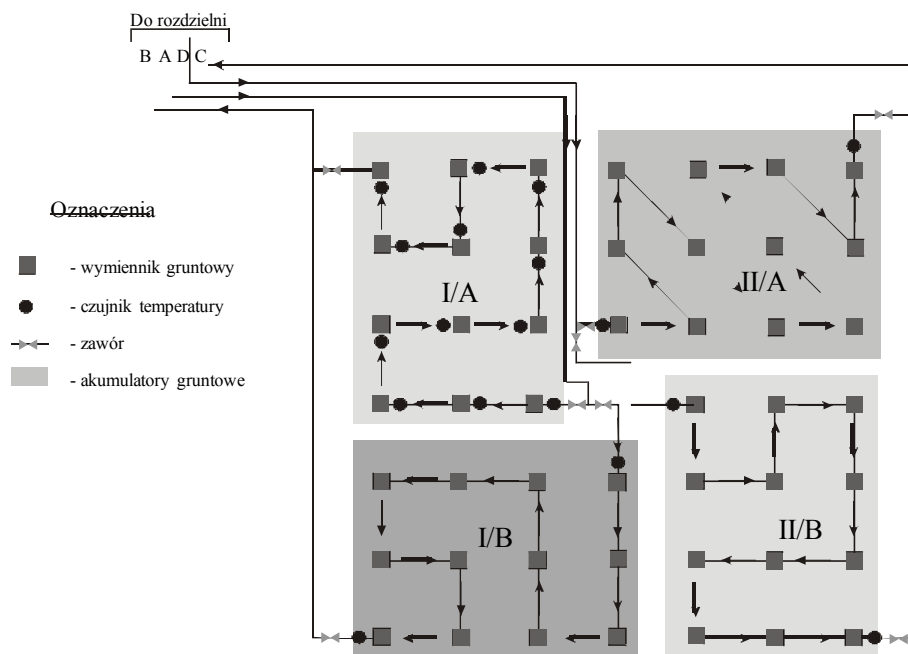 Do rozdzielni
B A D C
Oznaczenia
- wymiennik gruntowy
- czujnik temperatury
- zawór
- akumulatory gruntowe
I/A
II/A
I/B
II/B